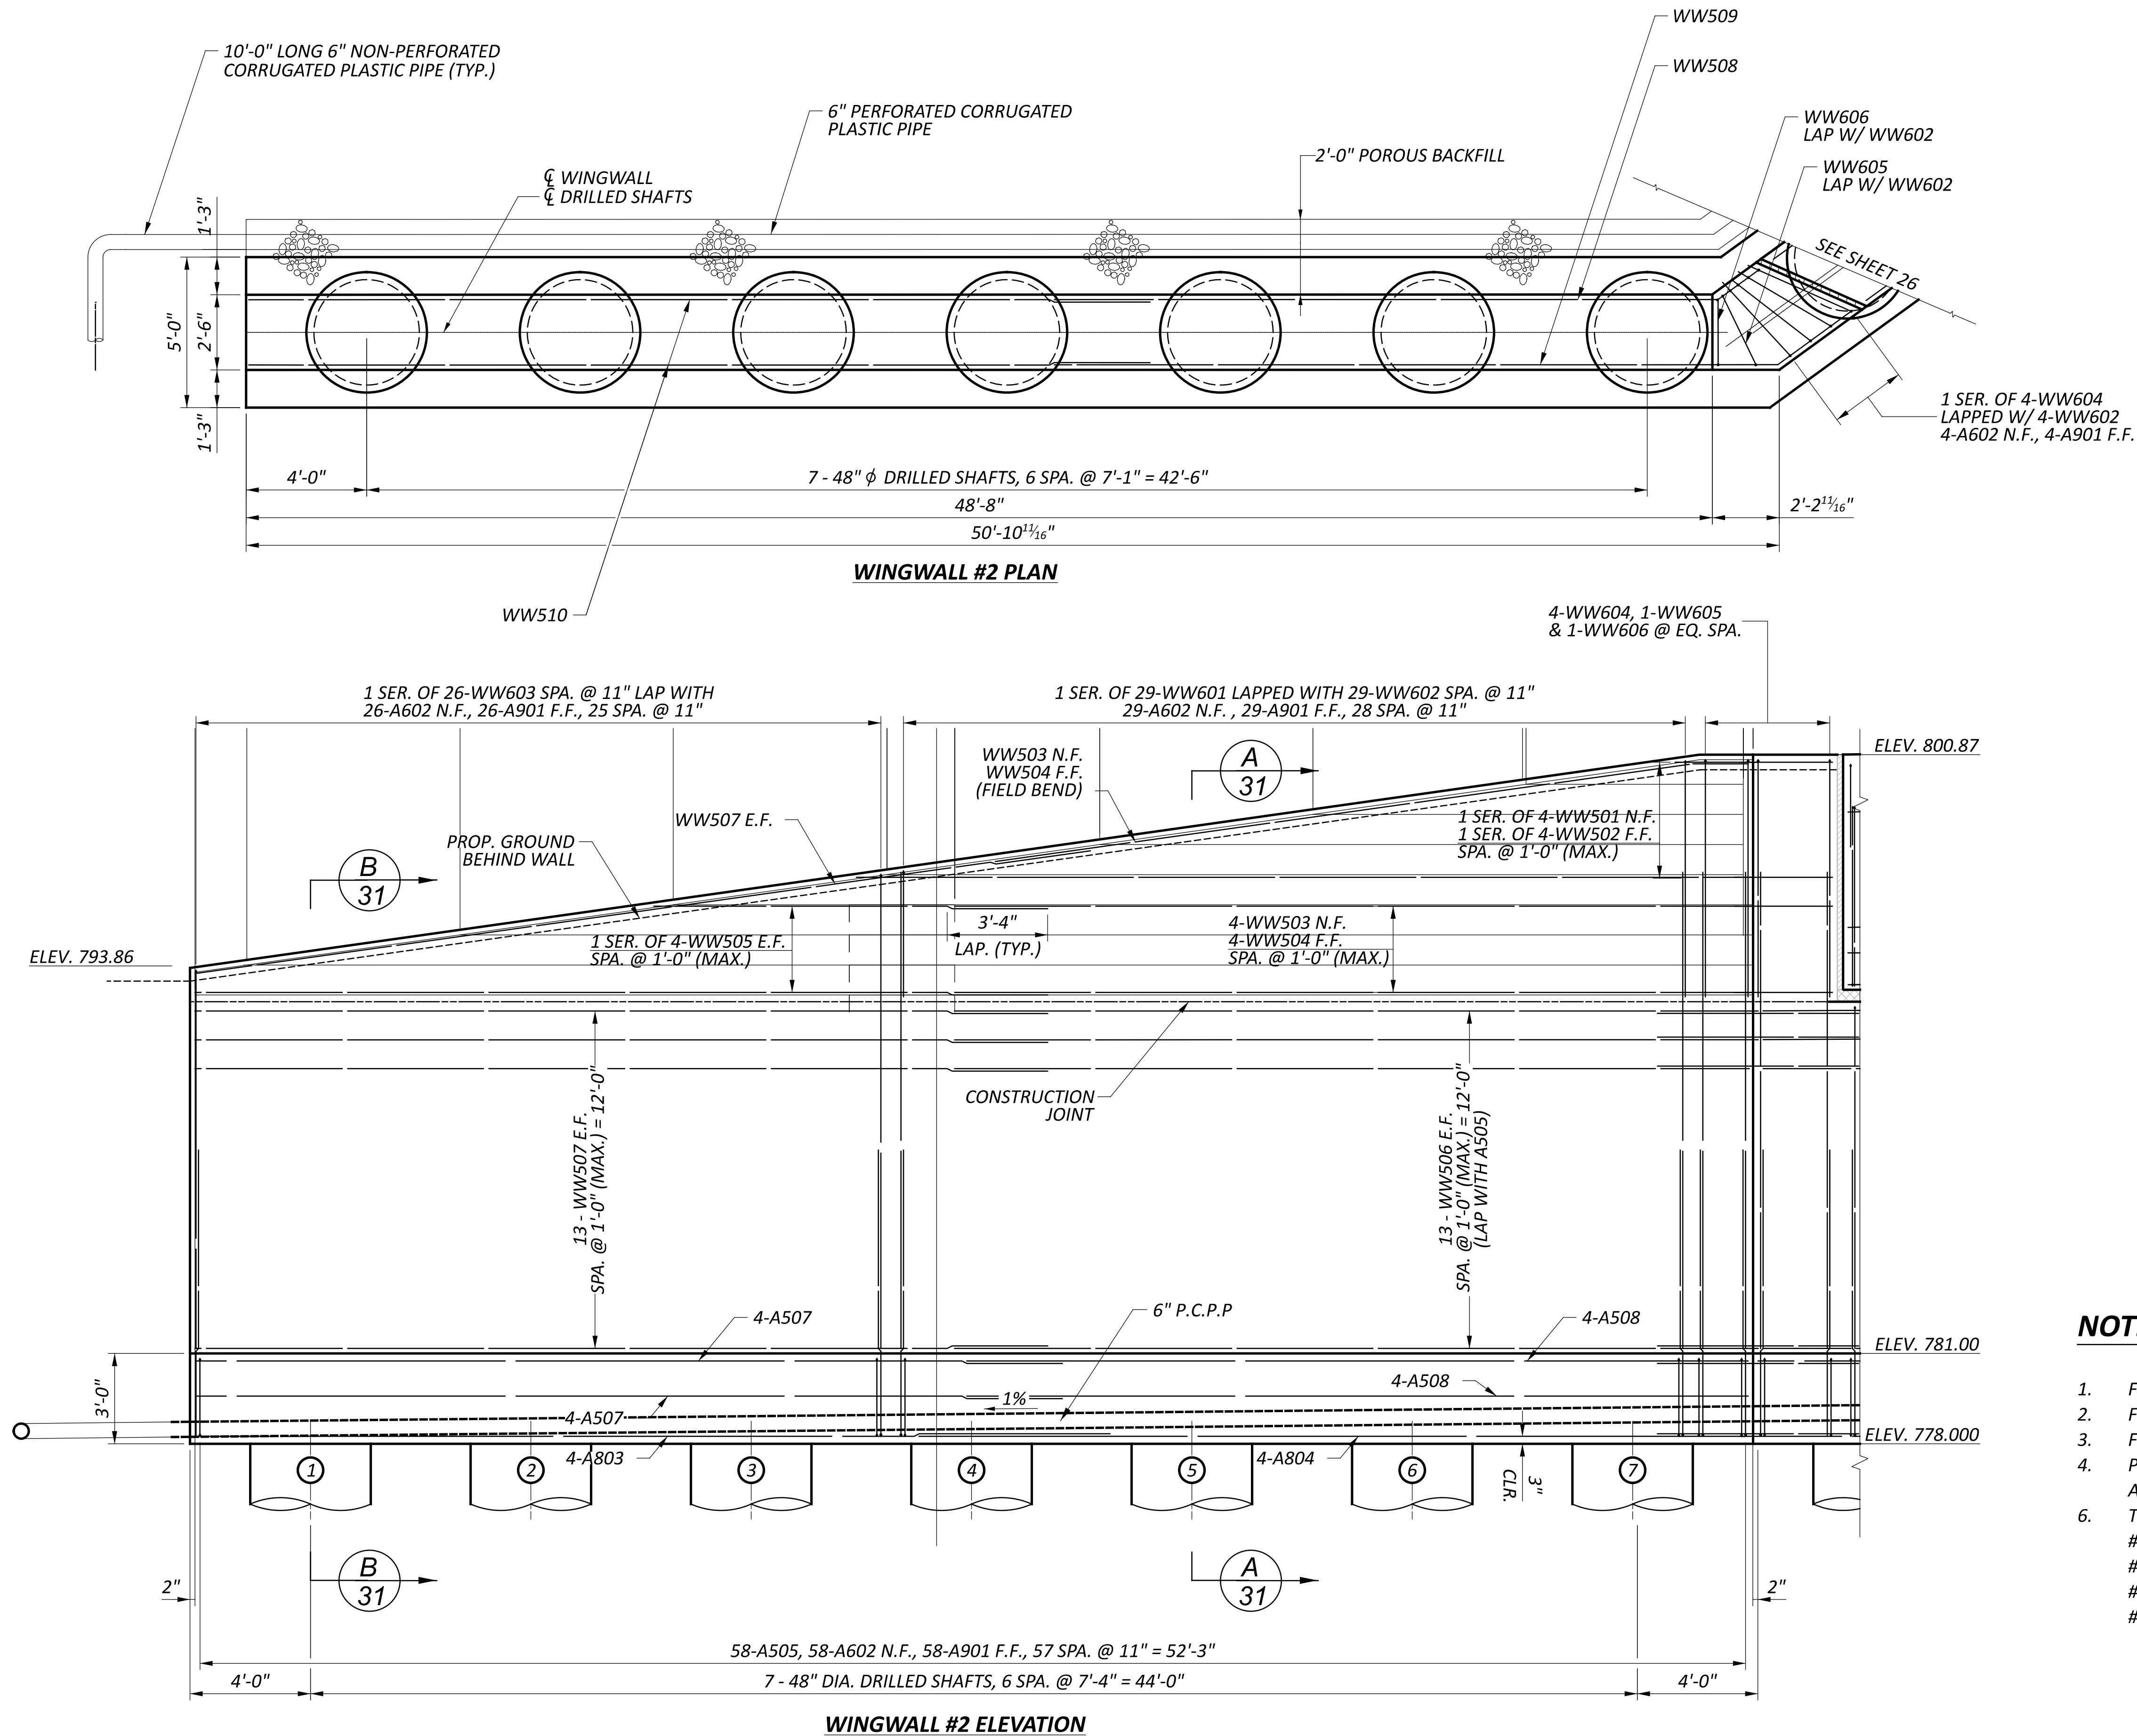 WW509
WW508
10'-0" LONG 6" NON-PERFORATED
CORRUGATED PLASTIC PIPE (TYP.)
6" PERFORATED CORRUGATED
PLASTIC PIPE
WW606
LAP W/ WW602
2'-0" POROUS BACKFILL
WW605
LAP W/ WW602
℄ WINGWALL
℄ DRILLED SHAFTS
SEE SHEET 26
1'-3"
5'-0"
2'-6"
1'-3"
1 SER. OF 4-WW604
LAPPED W/ 4-WW602
4-A602 N.F., 4-A901 F.F.
4'-0"
7 - 48" ϕ DRILLED SHAFTS, 6 SPA. @ 7'-1" = 42'-6"
48'-8"
2'-2 11/16"
50'-10 11/16"
WINGWALL #2 PLAN
WW510
4-WW604, 1-WW605
& 1-WW606 @ EQ. SPA.
1 SER. OF 26-WW603 SPA. @ 11" LAP WITH
26-A602 N.F., 26-A901 F.F., 25 SPA. @ 11"
1 SER. OF 29-WW601 LAPPED WITH 29-WW602 SPA. @ 11"
29-A602 N.F. , 29-A901 F.F., 28 SPA. @ 11"
ELEV. 800.87
WW503 N.F.
WW504 F.F.
(FIELD BEND)
A
31
WW507 E.F.
1 SER. OF 4-WW501 N.F.
1 SER. OF 4-WW502 F.F.
SPA. @ 1'-0" (MAX.)
PROP. GROUND
BEHIND WALL
B
31
3'-4"
LAP. (TYP.)
4-WW503 N.F.
4-WW504 F.F.
SPA. @ 1'-0" (MAX.)
1 SER. OF 4-WW505 E.F.
SPA. @ 1'-0" (MAX.)
ELEV. 793.86
CONSTRUCTION
JOINT
13 - WW507 E.F.
SPA. @ 1'-0" (MAX.) = 12'-0"
13 - WW506 E.F.
SPA. @ 1'-0" (MAX.) = 12'-0"
(LAP WITH A505)
4-A507
6" P.C.P.P
4-A508
ELEV. 781.00
3'-0"
4-A508
1%
4-A507
ELEV. 778.000
4-A803
4-A804
3"
CLR.
1
2
3
4
5
6
7
B
31
A
31
2"
2"
58-A505, 58-A602 N.F., 58-A901 F.F., 57 SPA. @ 11" = 52'-3"
4'-0"
7 - 48" DIA. DRILLED SHAFTS, 6 SPA. @ 7'-4" = 44'-0"
4'-0"
WINGWALL #2 ELEVATION
NOT
1. F
2. F
3. F
4. P
A
6. T
#
#
#
#